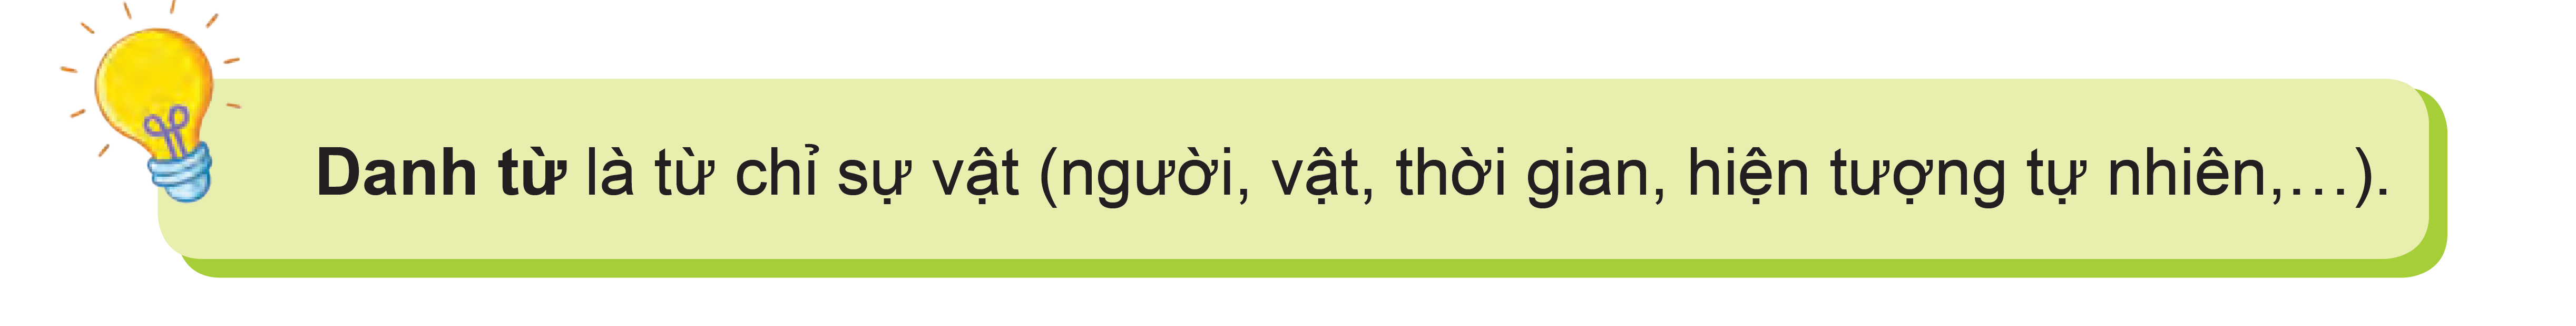 Danh từ là từ chỉ sự vật (người, vật, thời gian, hiện tượng tự nhiên,...).